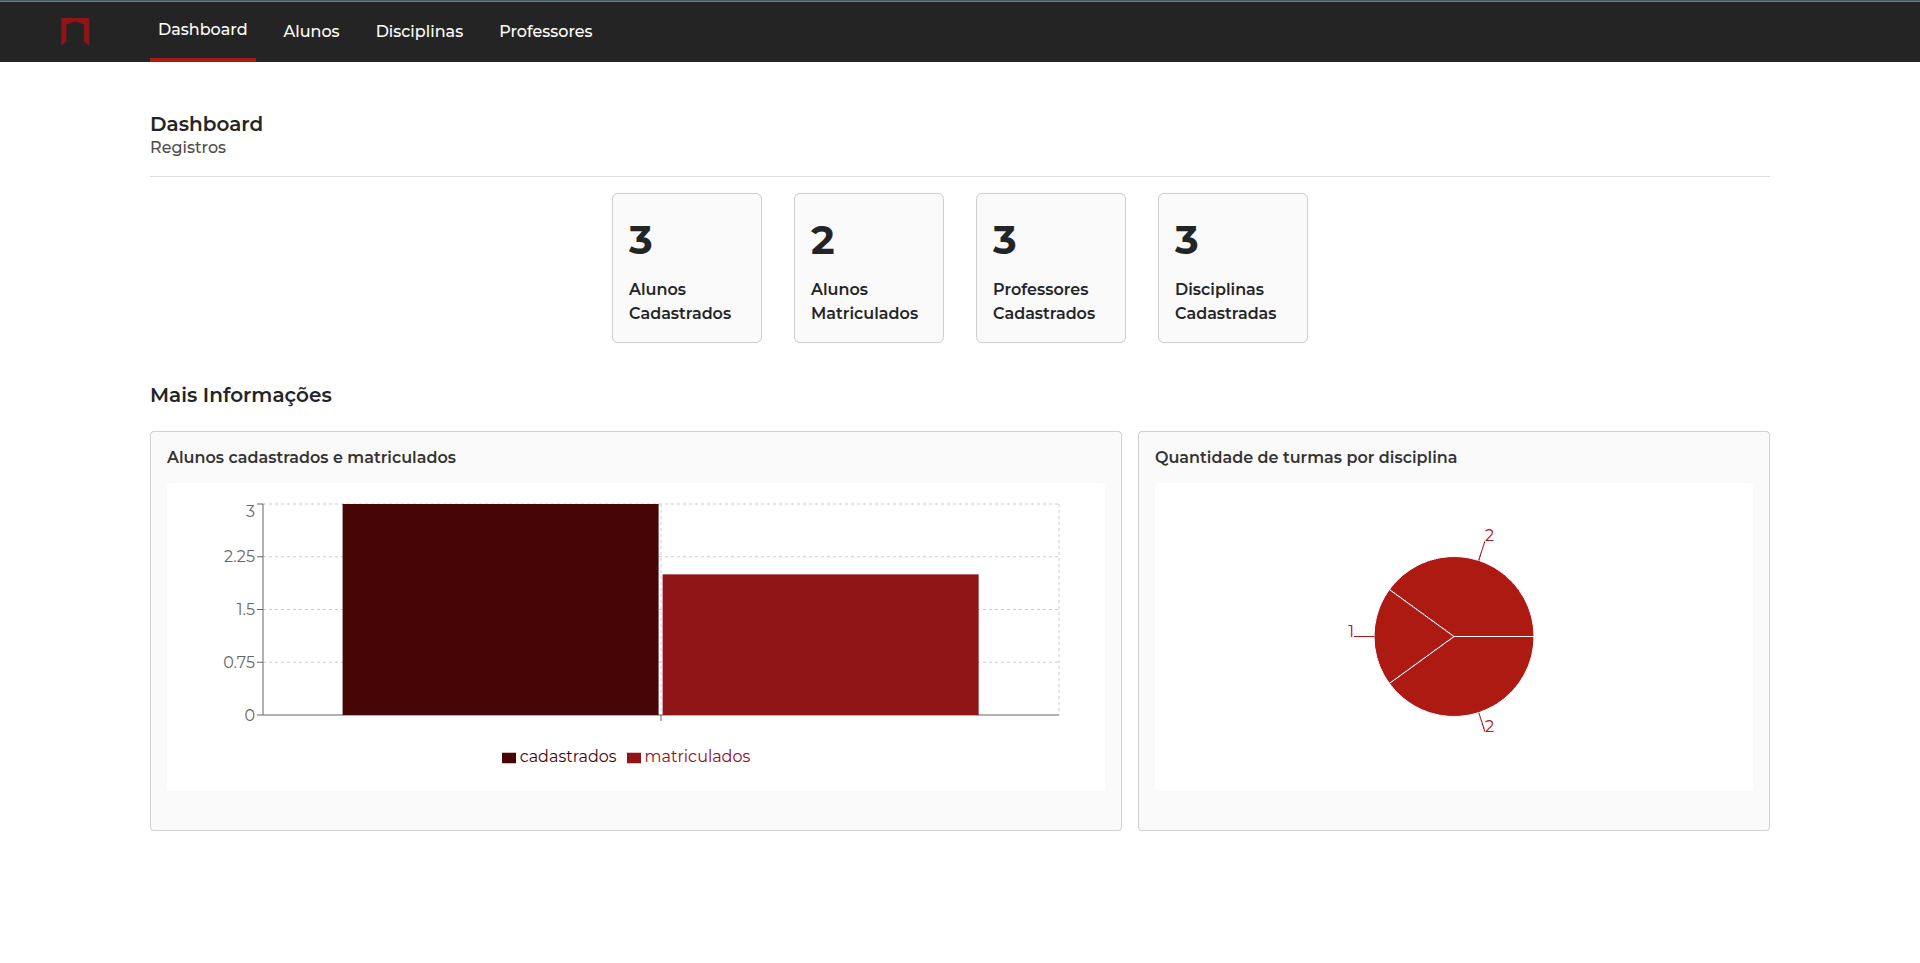 Dashboard Alunos Disciplinas Professores
Dashboard
Registros
3
Alunos
Cadastrados
2
Alunos
Matriculados
3
Professores
Cadastrados
3
Disciplinas
Cadastradas
Mais Informações
Alunos cadastrados e matriculados
3
2.25
1.5
0.75
0
cadastrados matriculados
Quantidade de turmas por disciplina
2
1
2